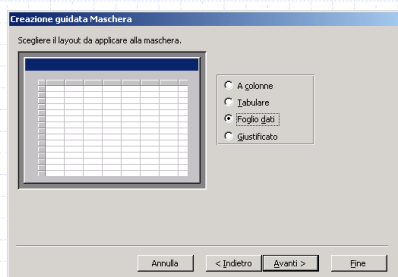 Creazione guidata Maschera
Scegliere il layout da applicare alla maschera.
A colonne
Tabulare
Foglio dati
Giustificato
Annulla
< Indietro
Avanti >
Fine